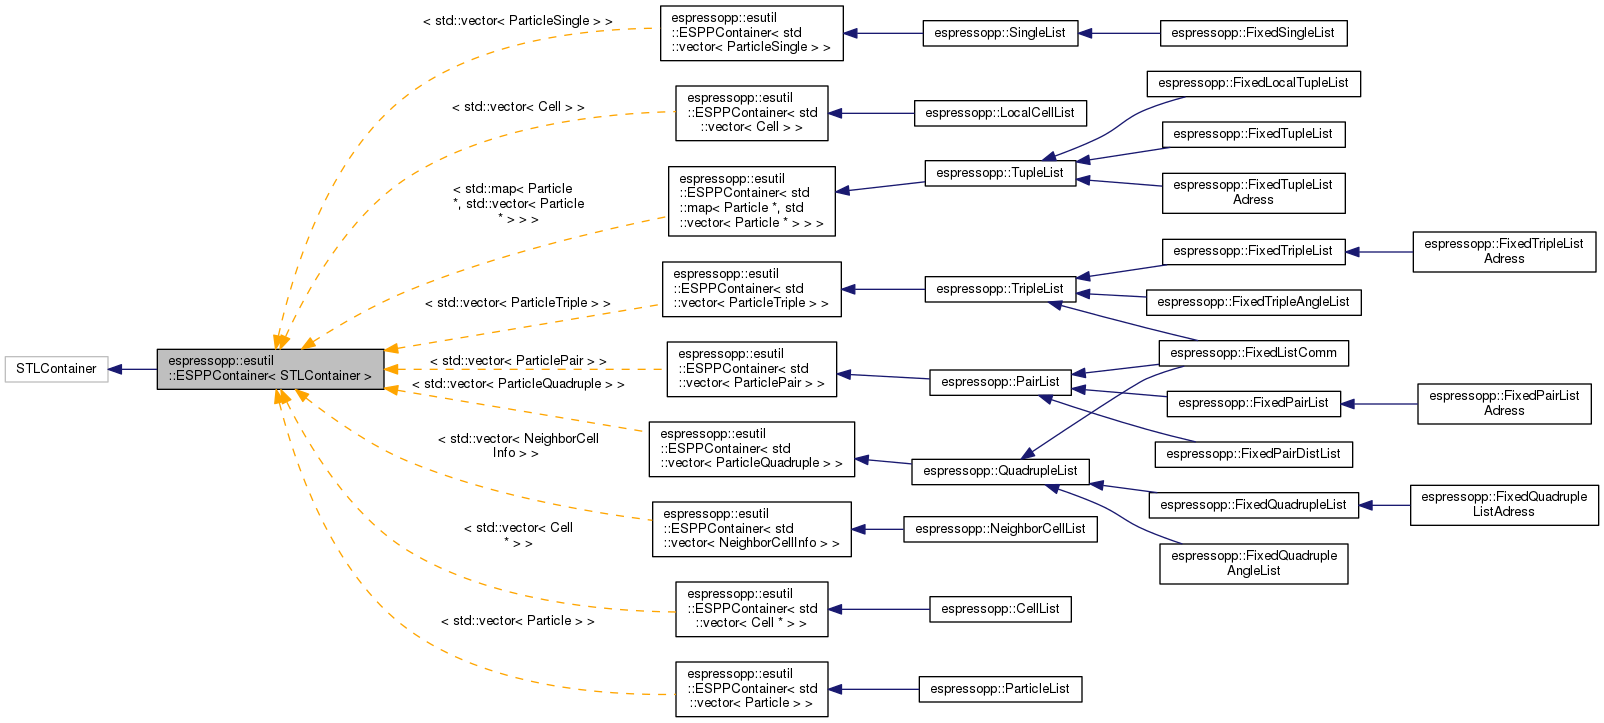 STLContainer
espressopp::esutil
::ESPPContainer< STLContainer >
< std::vector< ParticleSingle > >
< std::vector< Cell > >
< std::map< Particle
*, std::vector< Particle
* > > >
< std::vector< ParticleTriple > >
< std::vector< ParticlePair > >
< std::vector< ParticleQuadruple > >
< std::vector< NeighborCell
Info > >
< std::vector< Cell
* > >
< std::vector< Particle > >
espressopp::esutil
::ESPPContainer< std
::vector< ParticleSingle > >
espressopp::esutil
::ESPPContainer< std
::vector< Cell > >
espressopp::esutil
::ESPPContainer< std
::map< Particle *, std
::vector< Particle * > > >
espressopp::esutil
::ESPPContainer< std
::vector< ParticleTriple > >
espressopp::esutil
::ESPPContainer< std
::vector< ParticlePair > >
espressopp::esutil
::ESPPContainer< std
::vector< ParticleQuadruple > >
espressopp::esutil
::ESPPContainer< std
::vector< NeighborCellInfo > >
espressopp::esutil
::ESPPContainer< std
::vector< Cell * > >
espressopp::esutil
::ESPPContainer< std
::vector< Particle > >
espressopp::SingleList
espressopp::LocalCellList
espressopp::TupleList
espressopp::TripleList
espressopp::PairList
espressopp::QuadrupleList
espressopp::NeighborCellList
espressopp::CellList
espressopp::ParticleList
espressopp::FixedSingleList
espressopp::FixedLocalTupleList
espressopp::FixedTupleList
espressopp::FixedTupleList
Adress
espressopp::FixedTripleList
espressopp::FixedTripleAngleList
espressopp::FixedListComm
espressopp::FixedPairList
espressopp::FixedPairDistList
espressopp::FixedQuadrupleList
espressopp::FixedQuadruple
AngleList
espressopp::FixedTripleList
Adress
espressopp::FixedPairList
Adress
espressopp::FixedQuadruple
ListAdress